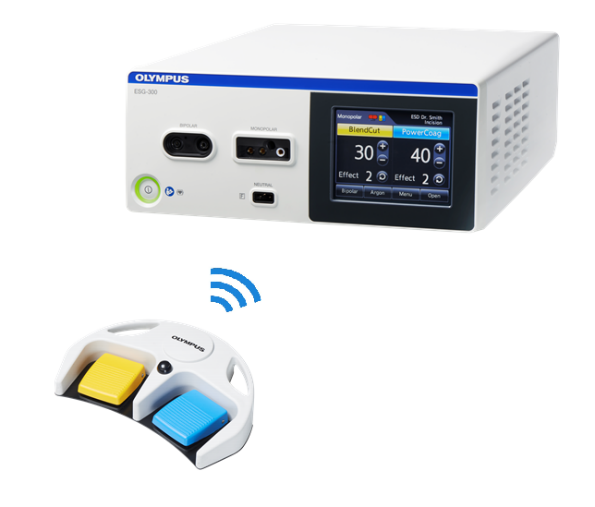 OLYMPUS
ESG-300
BIPOLAR
MONOPOLAR
NEUTRAL
Monopolar
ESD Dr. Smith
Incision
BlendCut PowerCoag
30 + - 40 + -
Effect 2 Effect 2
Bipolar Argon Menu Open
OLYMPUS